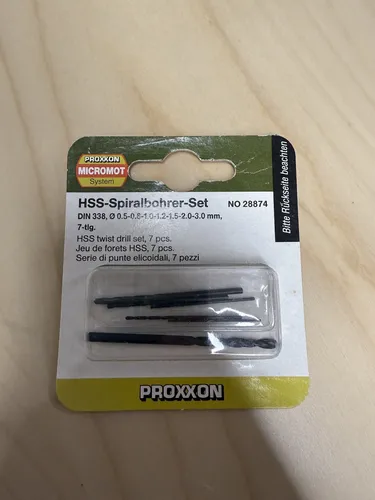 PROXXON
MICROMOT
System
Bitte Rückseite beachten
HSS-Spiralbohrer-Set NO 28874
DIN 338, Ø 0.5-0.8-1.0-1.2-1.5-2.0-3.0 mm,
7-tlg.
HSS twist drill set, 7 pcs.
Jeu de forets HSS, 7 pcs.
Serie di punte elicoidali, 7 pezzi
PROXXON